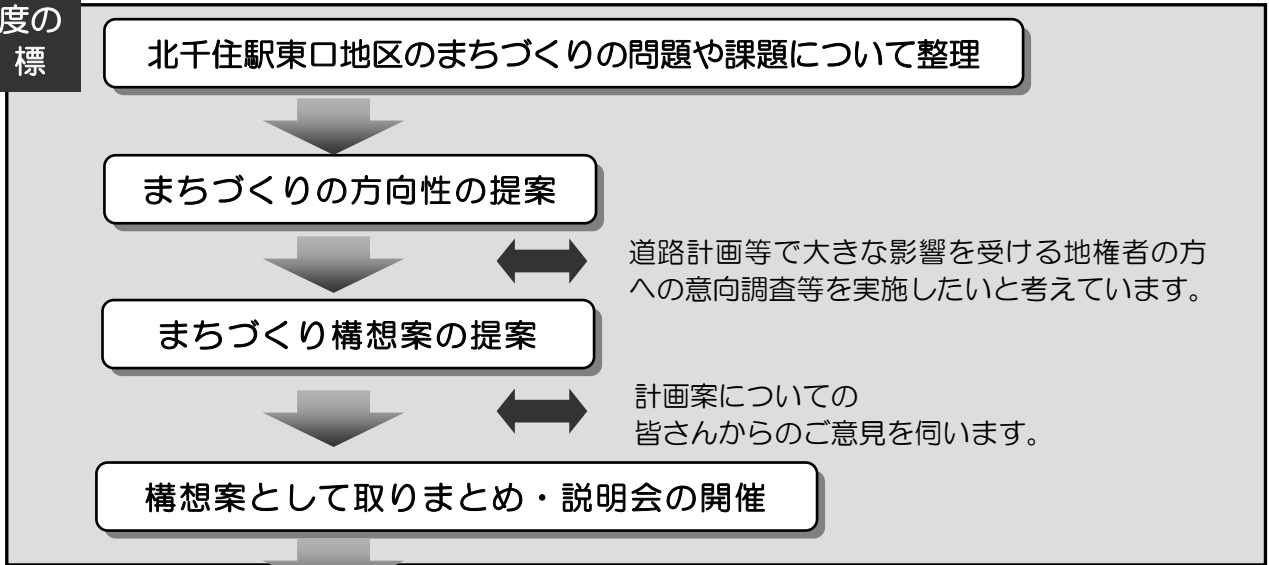 度の
標
北千住駅東口地区のまちづくりの問題や課題について整理
まちづくりの方向性の提案
道路計画等で大きな影響を受ける地権者の方
への意向調査等を実施したいと考えています。
まちづくり構想案の提案
計画案についての
皆さんからのご意見を伺います。
構想案として取りまとめ・説明会の開催